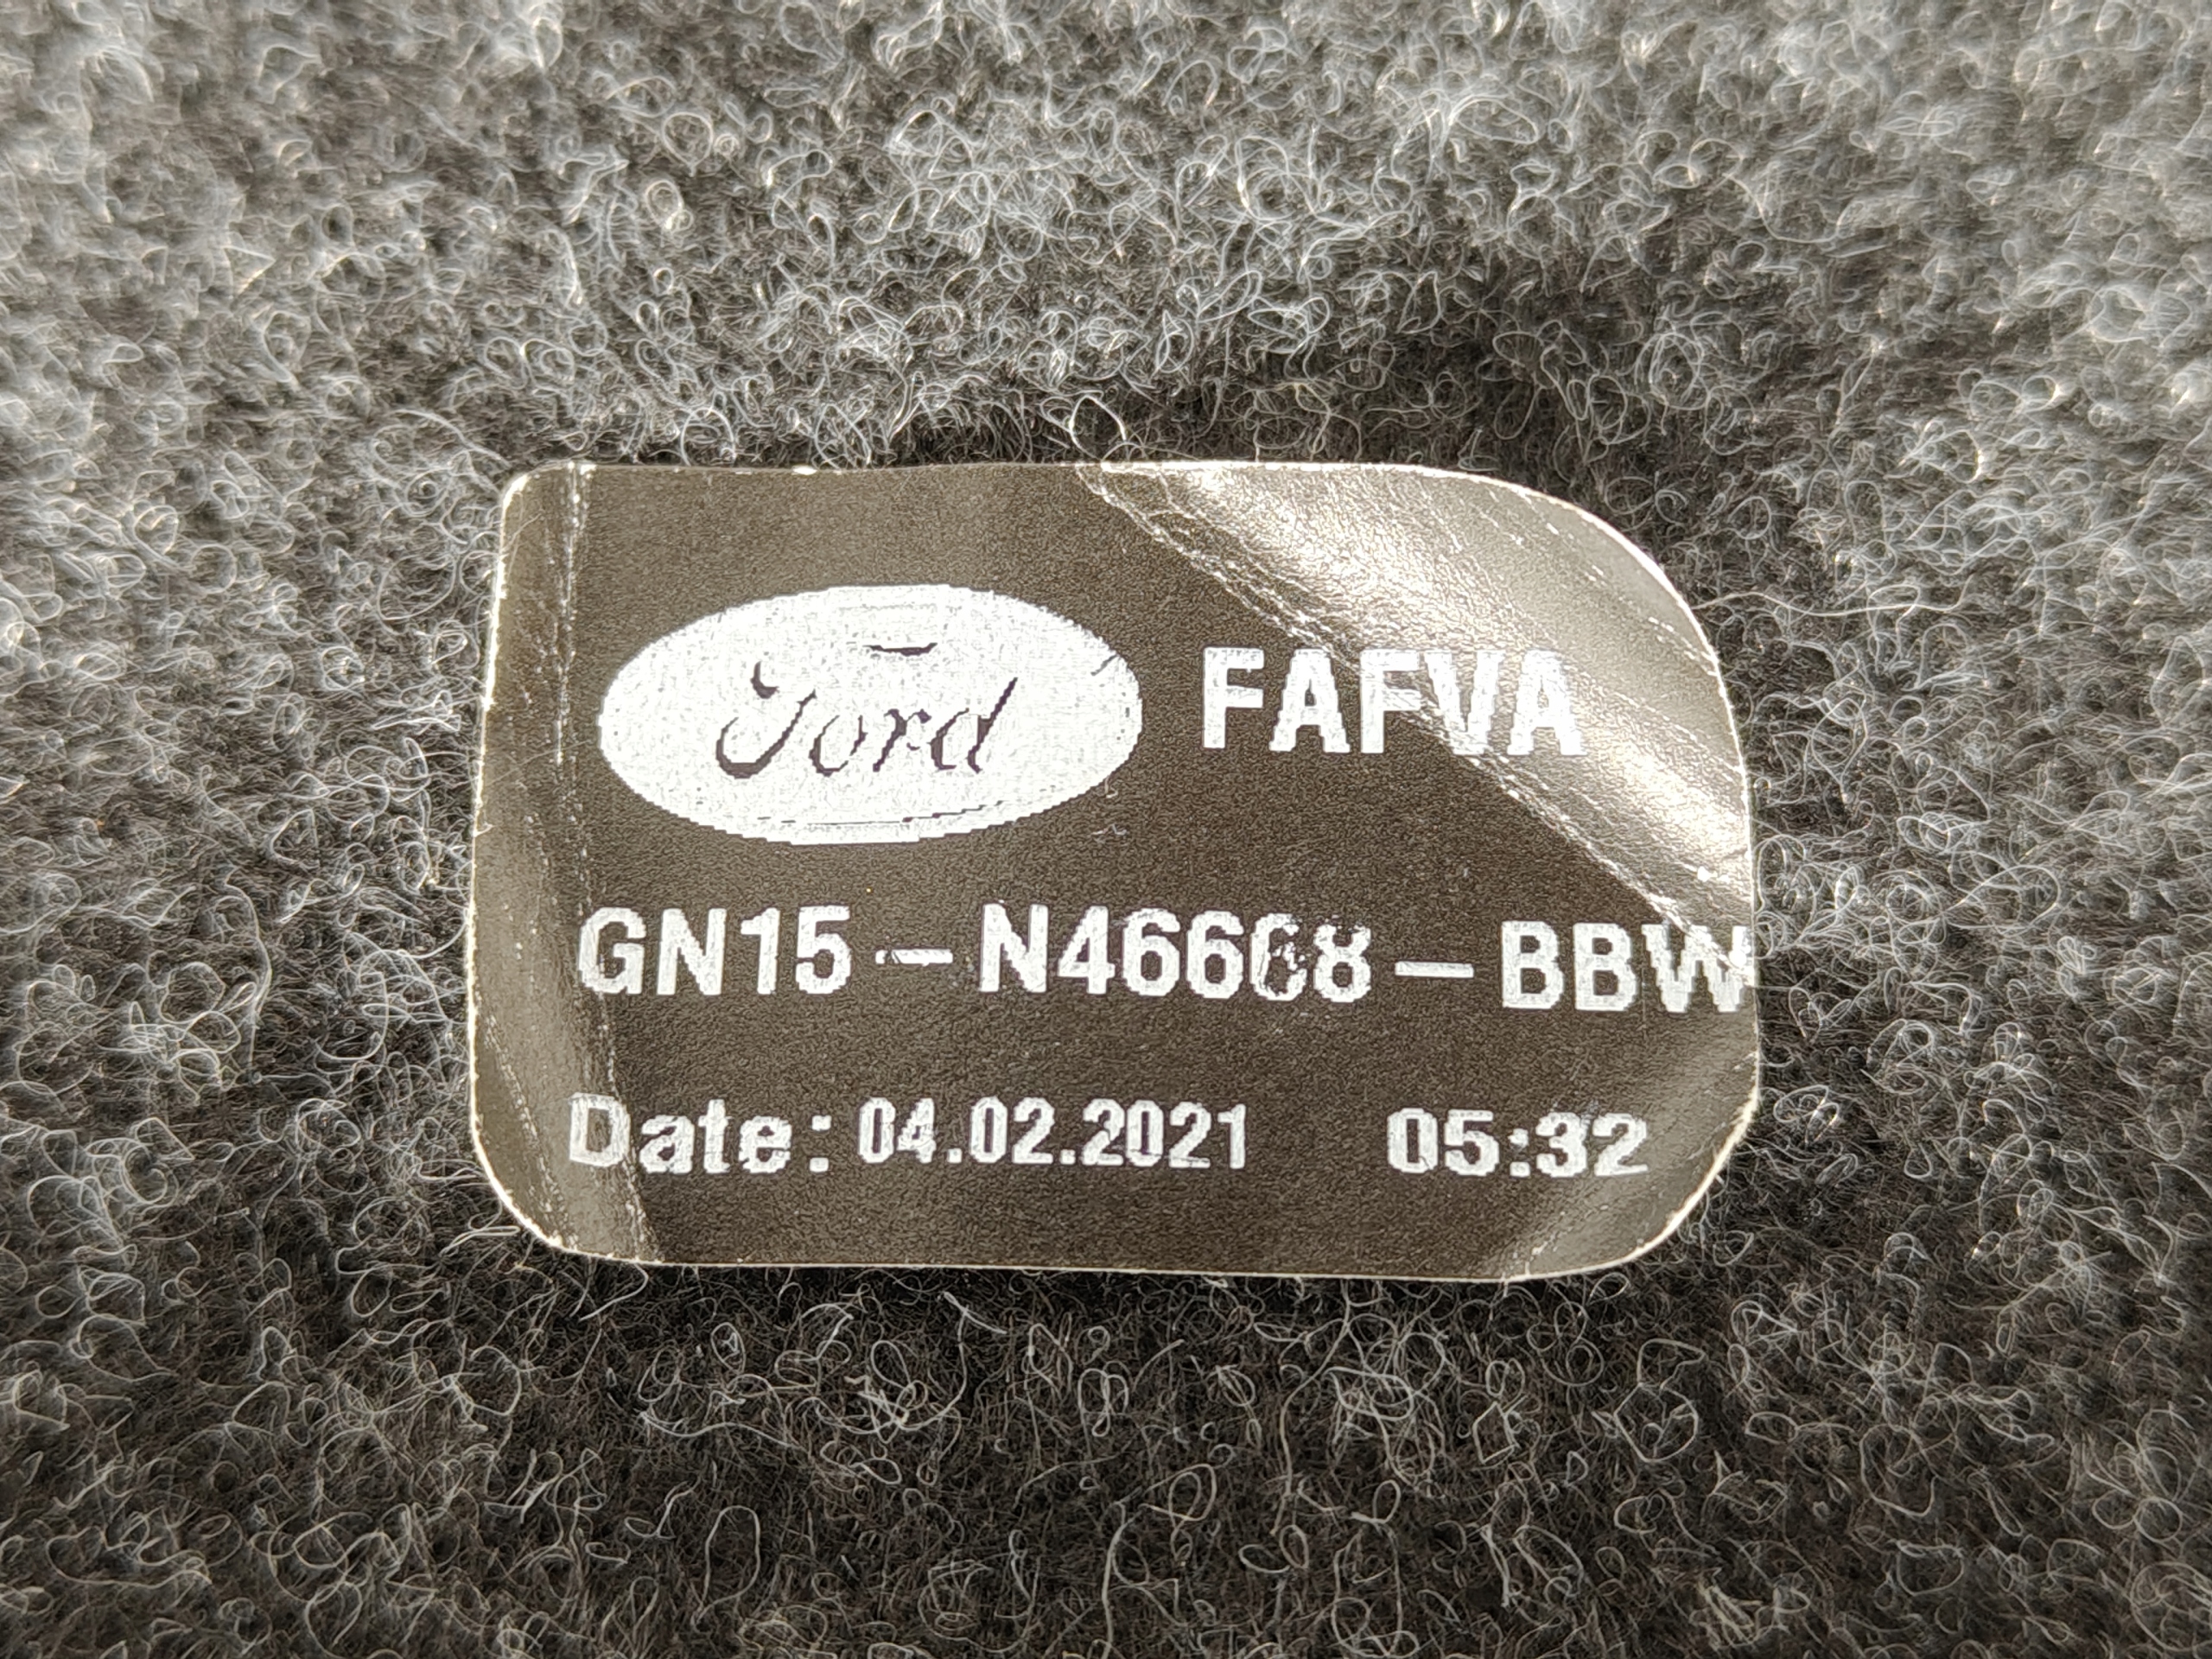 Ford FAFVA
GN15-N46668-BBW
Date: 04.02.2021 05:32